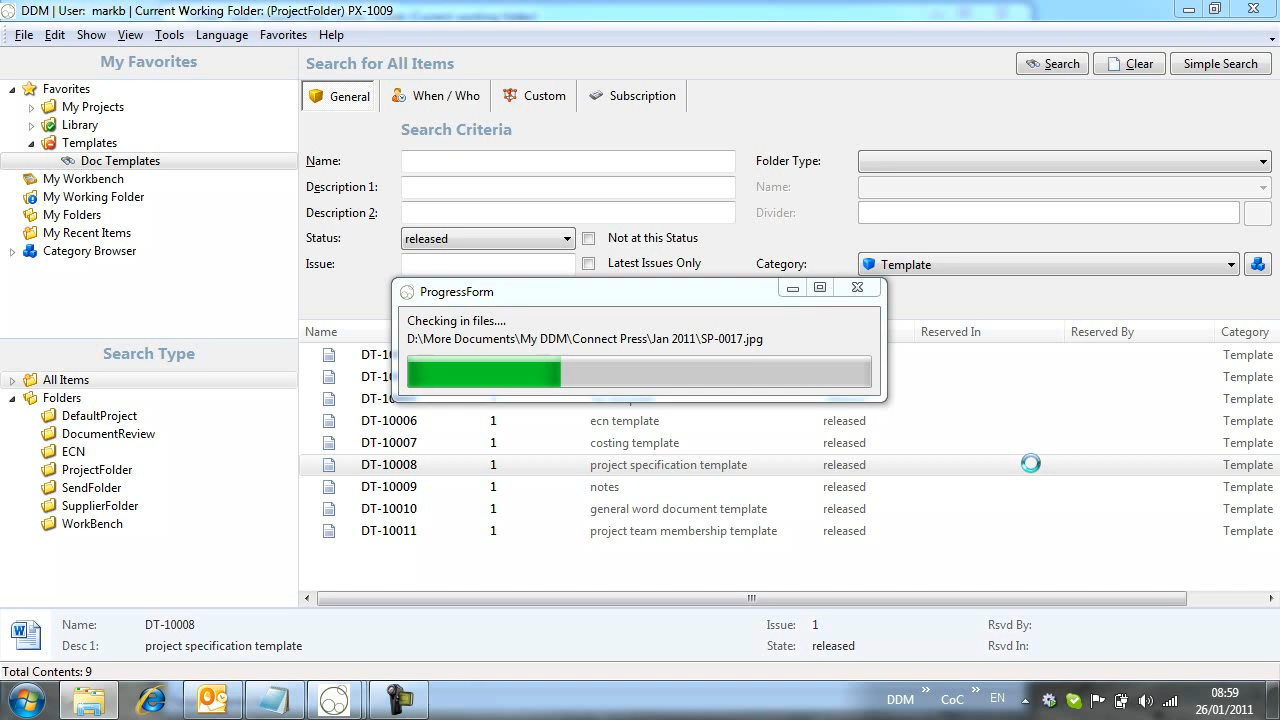 DDM | User: markb | Current Working Folder: (ProjectFolder) PX-1009
File Edit Show View Tools Language Favorites Help
My Favorites
Favorites
My Projects
Library
Templates
Doc Templates
My Workbench
My Working Folder
My Folders
My Recent Items
Category Browser
Search Type
All Items
Folders
DefaultProject
DocumentReview
ECN
ProjectFolder
SendFolder
SupplierFolder
WorkBench
Search for All Items
Search Clear Simple Search
General When / Who Custom Subscription
Search Criteria
Name: Folder Type:
Description 1: Name:
Description 2: Divider:
Status: released Not at this Status
Issue: Latest Issues Only Category: Template
ProgressForm
Checking in files....
D:\More Documents\My DDM\Connect Press\Jan 2011\SP-0017.jpg
Name Reserved In Reserved By Category
Template
Template
Template
DT-10006 1 ecn template released Template
DT-10007 1 costing template released Template
DT-10008 1 project specification template released Template
DT-10009 1 notes released Template
DT-10010 1 general word document template released Template
DT-10011 1 project team membership template released Template
Name: DT-10008 Issue: 1 Rsvd By:
Desc 1: project specification template State: released Rsvd In:
Total Contents: 9
DDM » CoC » EN 08:59
26/01/2011